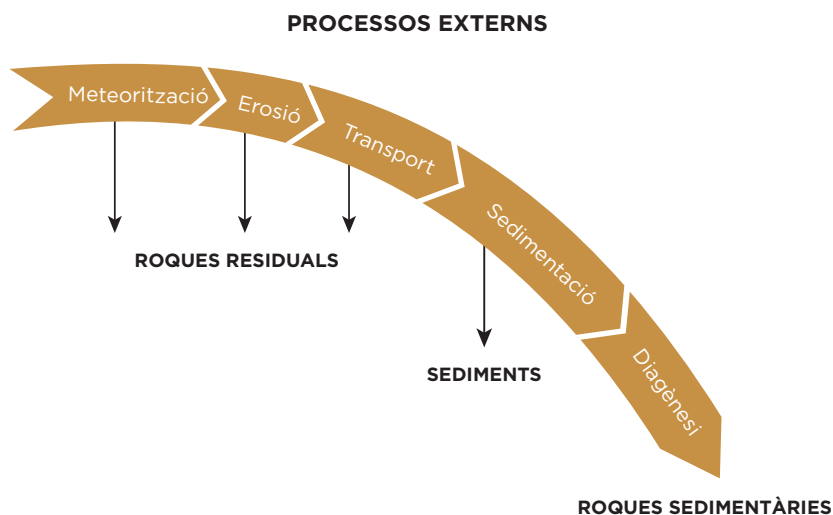 PROCESSOS EXTERNS
Meteorització
Erosió
Transport
Sedimentació
Diagènesi
ROQUES RESIDUALS
SEDIMENTS
ROQUES SEDIMENTÀRIES